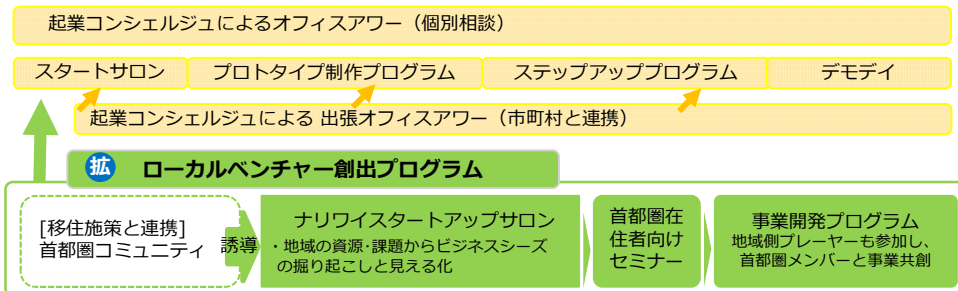 起業コンシェルジュによるオフィスアワー（個別相談）
スタートサロン
プロトタイプ制作プログラム
ステップアッププログラム
デモデイ
起業コンシェルジュによる 出張オフィスアワー（市町村と連携）
拡
ローカルベンチャー創出プログラム
[移住施策と連携]
首都圏コミュニティ
誘導
ナリワイスタートアップサロン
・地域の資源･課題からビジネスシーズ
の掘り起こしと見える化
首都圏在
住者向け
セミナー
事業開発プログラム
地域側プレーヤーも参加し、
首都圏メンバーと事業共創